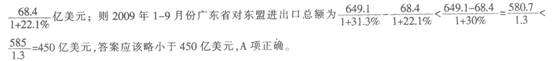 68.4/(1+22.1%)亿美元；则 2009 年 1-9 月份广东省对东盟进出口总额为 649.1/(1+31.3%) - 68.4/(1+22.1%) < (649.1-68.4)/(1+30%) = 580.7/1.3 <
585/1.3=450 亿美元,答案应该略小于 450 亿美元,A 项正确。